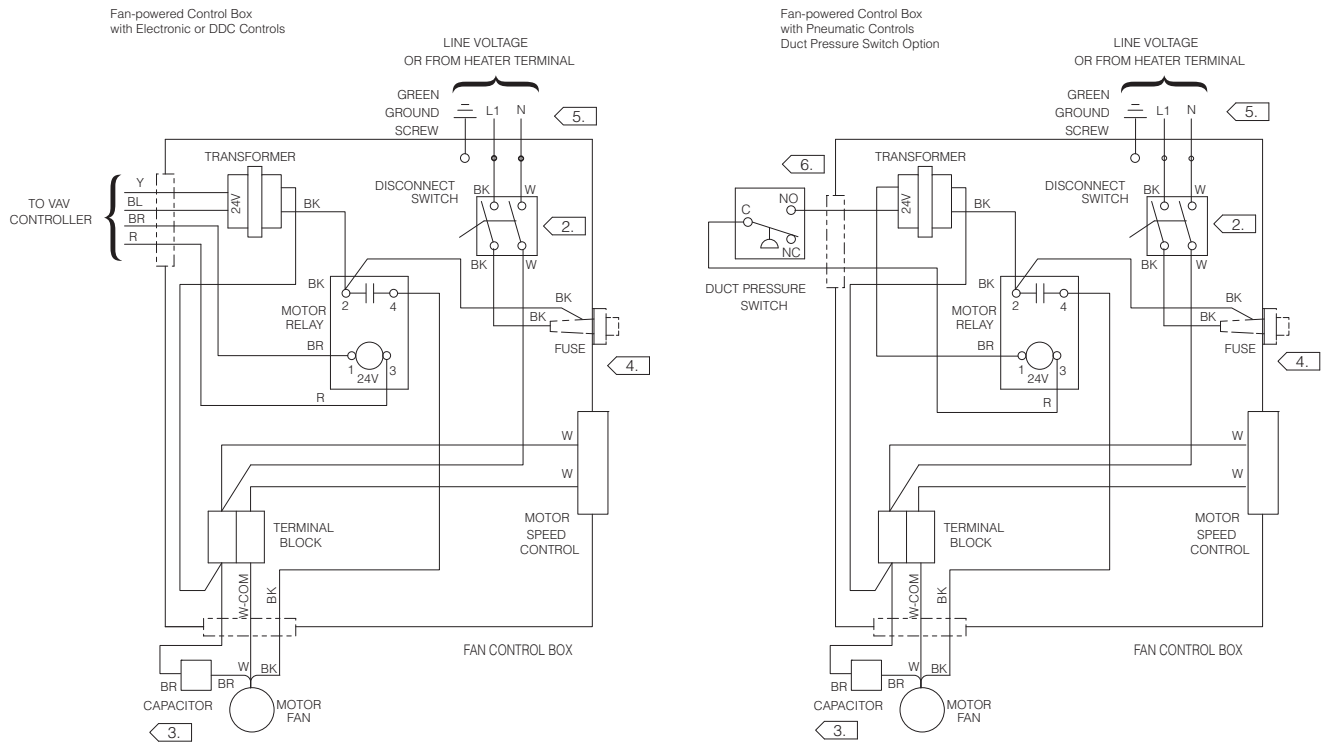 Fan-powered Control Box
with Electronic or DDC Controls
LINE VOLTAGE
OR FROM HEATER TERMINAL
GREEN
GROUND
SCREW
L1
N
5.
TRANSFORMER
24V
BK
DISCONNECT
SWITCH
BK
W
2.
BK
W
TO VAV
CONTROLLER
Y
BL
BR
R
BK
2
4
MOTOR
RELAY
BR
1
3
24V
R
BK
BK
FUSE
4.
W
W
MOTOR
SPEED
CONTROL
TERMINAL
BLOCK
W-COM
BK
FAN CONTROL BOX
W
BK
BR
BR
CAPACITOR
MOTOR
FAN
3.
Fan-powered Control Box
with Pneumatic Controls
Duct Pressure Switch Option
LINE VOLTAGE
OR FROM HEATER TERMINAL
GREEN
GROUND
SCREW
L1
N
5.
6.
TRANSFORMER
24V
BK
DISCONNECT
SWITCH
BK
W
2.
BK
W
C
NO
NC
DUCT PRESSURE
SWITCH
BK
2
4
MOTOR
RELAY
BR
1
3
24V
R
BK
BK
FUSE
4.
W
W
MOTOR
SPEED
CONTROL
TERMINAL
BLOCK
W-COM
BK
FAN CONTROL BOX
W
BK
BR
BR
CAPACITOR
MOTOR
FAN
3.